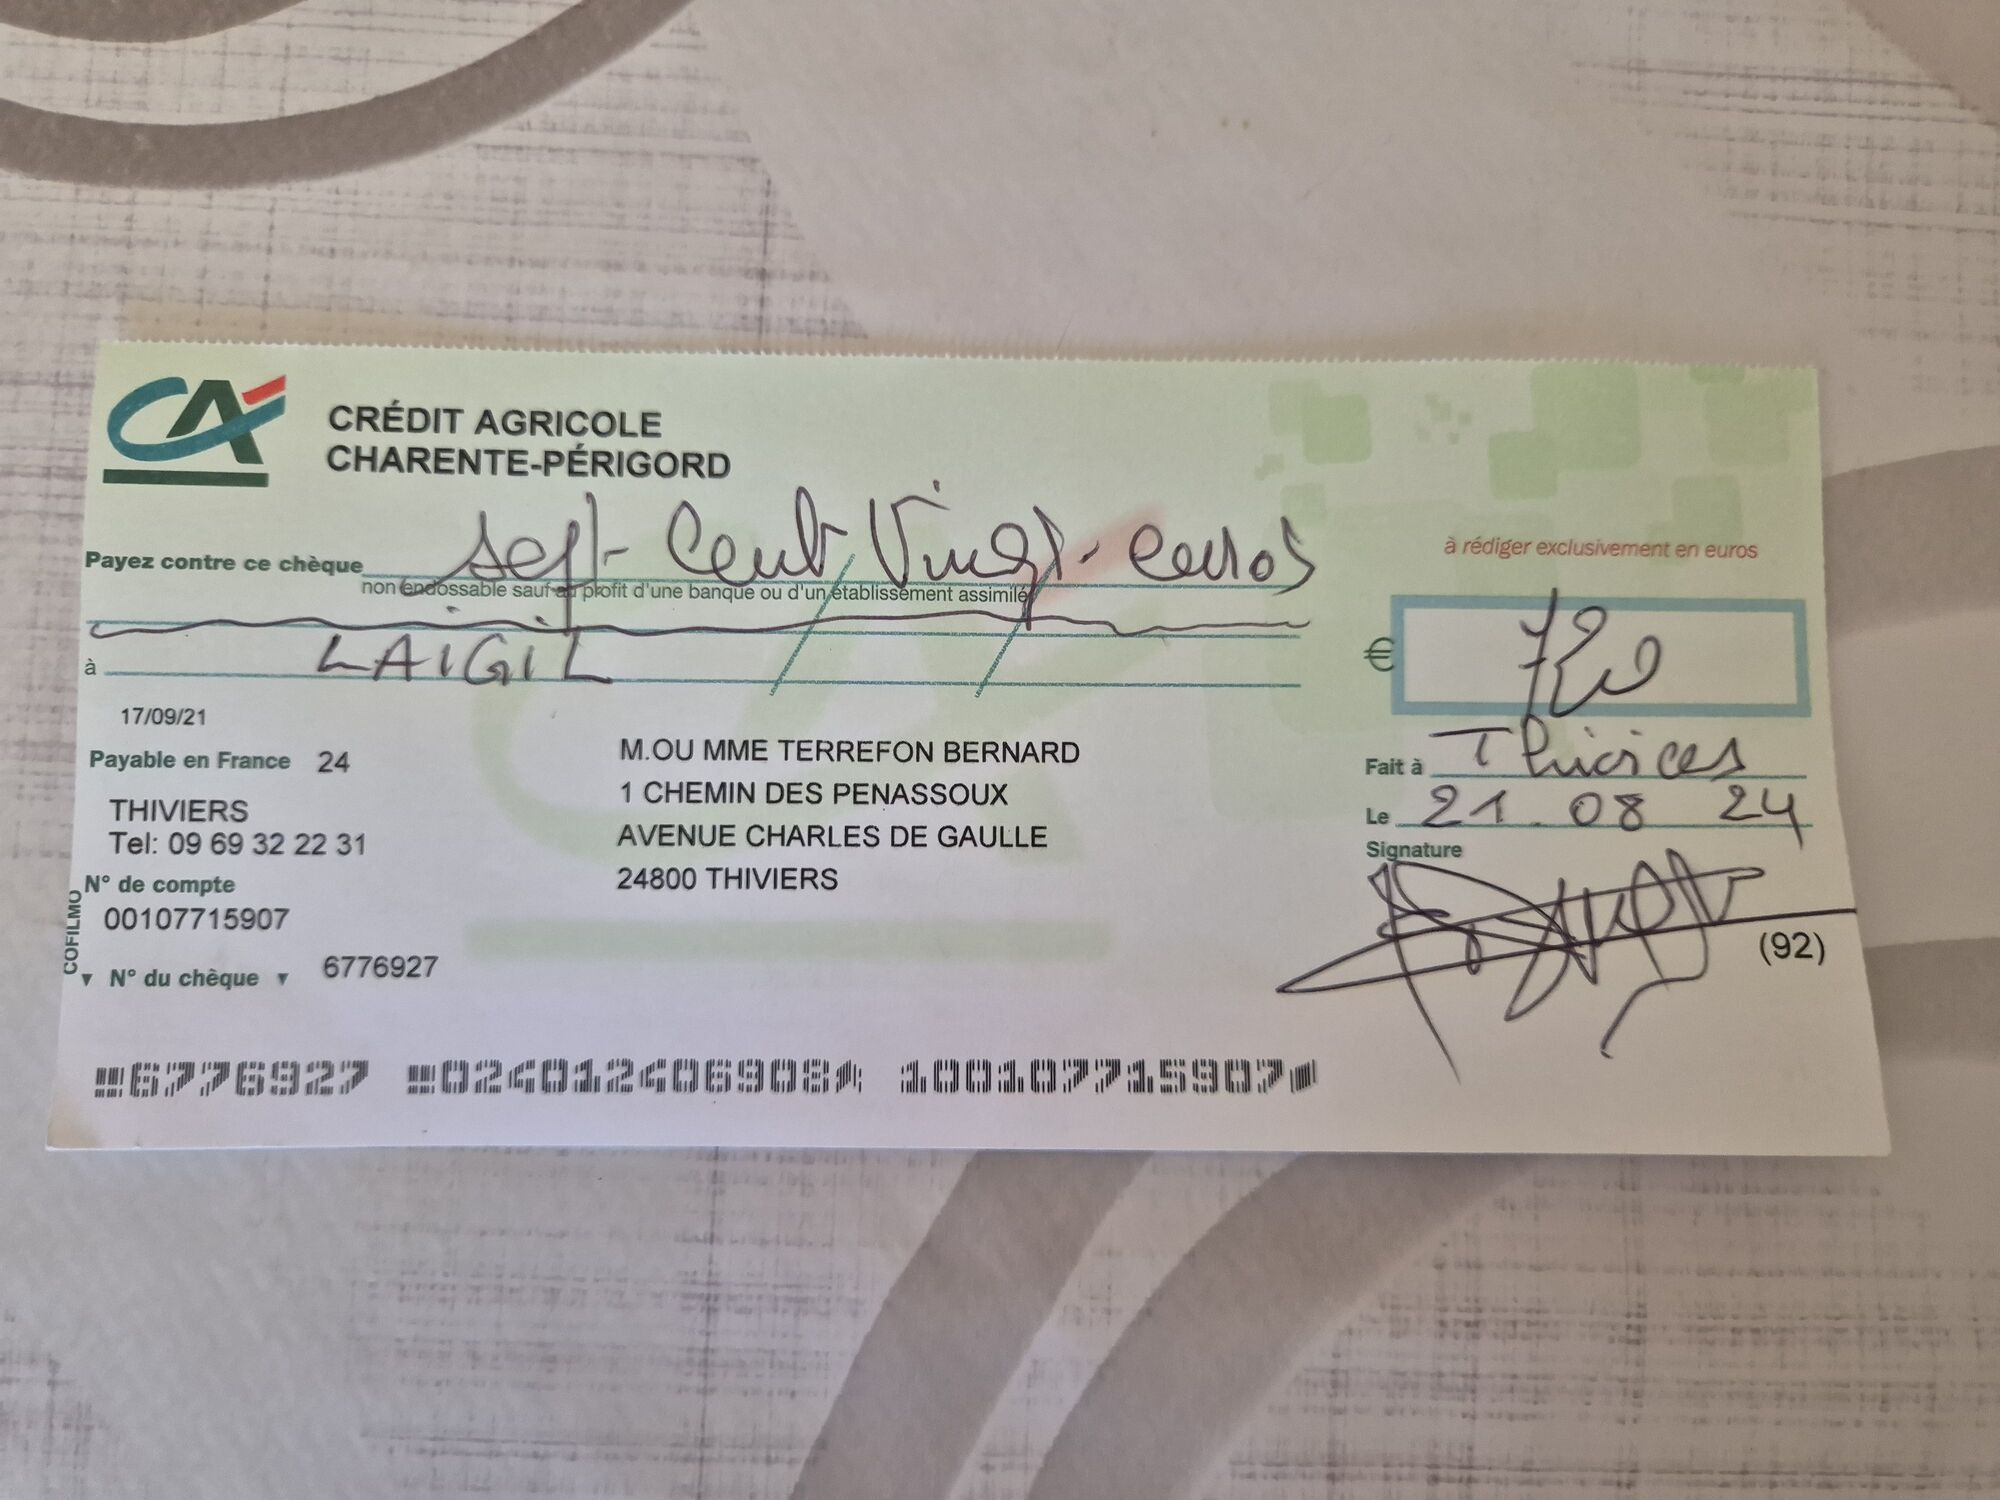 CA
CRÉDIT AGRICOLE
CHARENTE-PÉRIGORD
Payez contre ce chèque sept Cent Vingt euros
non endossable sauf au profit d'une banque ou d'un établissement assimilé
à rédiger exclusivement en euros
à LAIGIL
€ 720
17/09/21
Payable en France 24
THIVIERS
Tel: 09 69 32 22 31
N° de compte
00107715907
COFILMO
N° du chèque 6776927
M.OU MME TERREFON BERNARD
1 CHEMIN DES PENASSOUX
AVENUE CHARLES DE GAULLE
24800 THIVIERS
Fait à Thiviers
Le 21.08 24
Signature
(92)
6776927 024012406908 100107715907